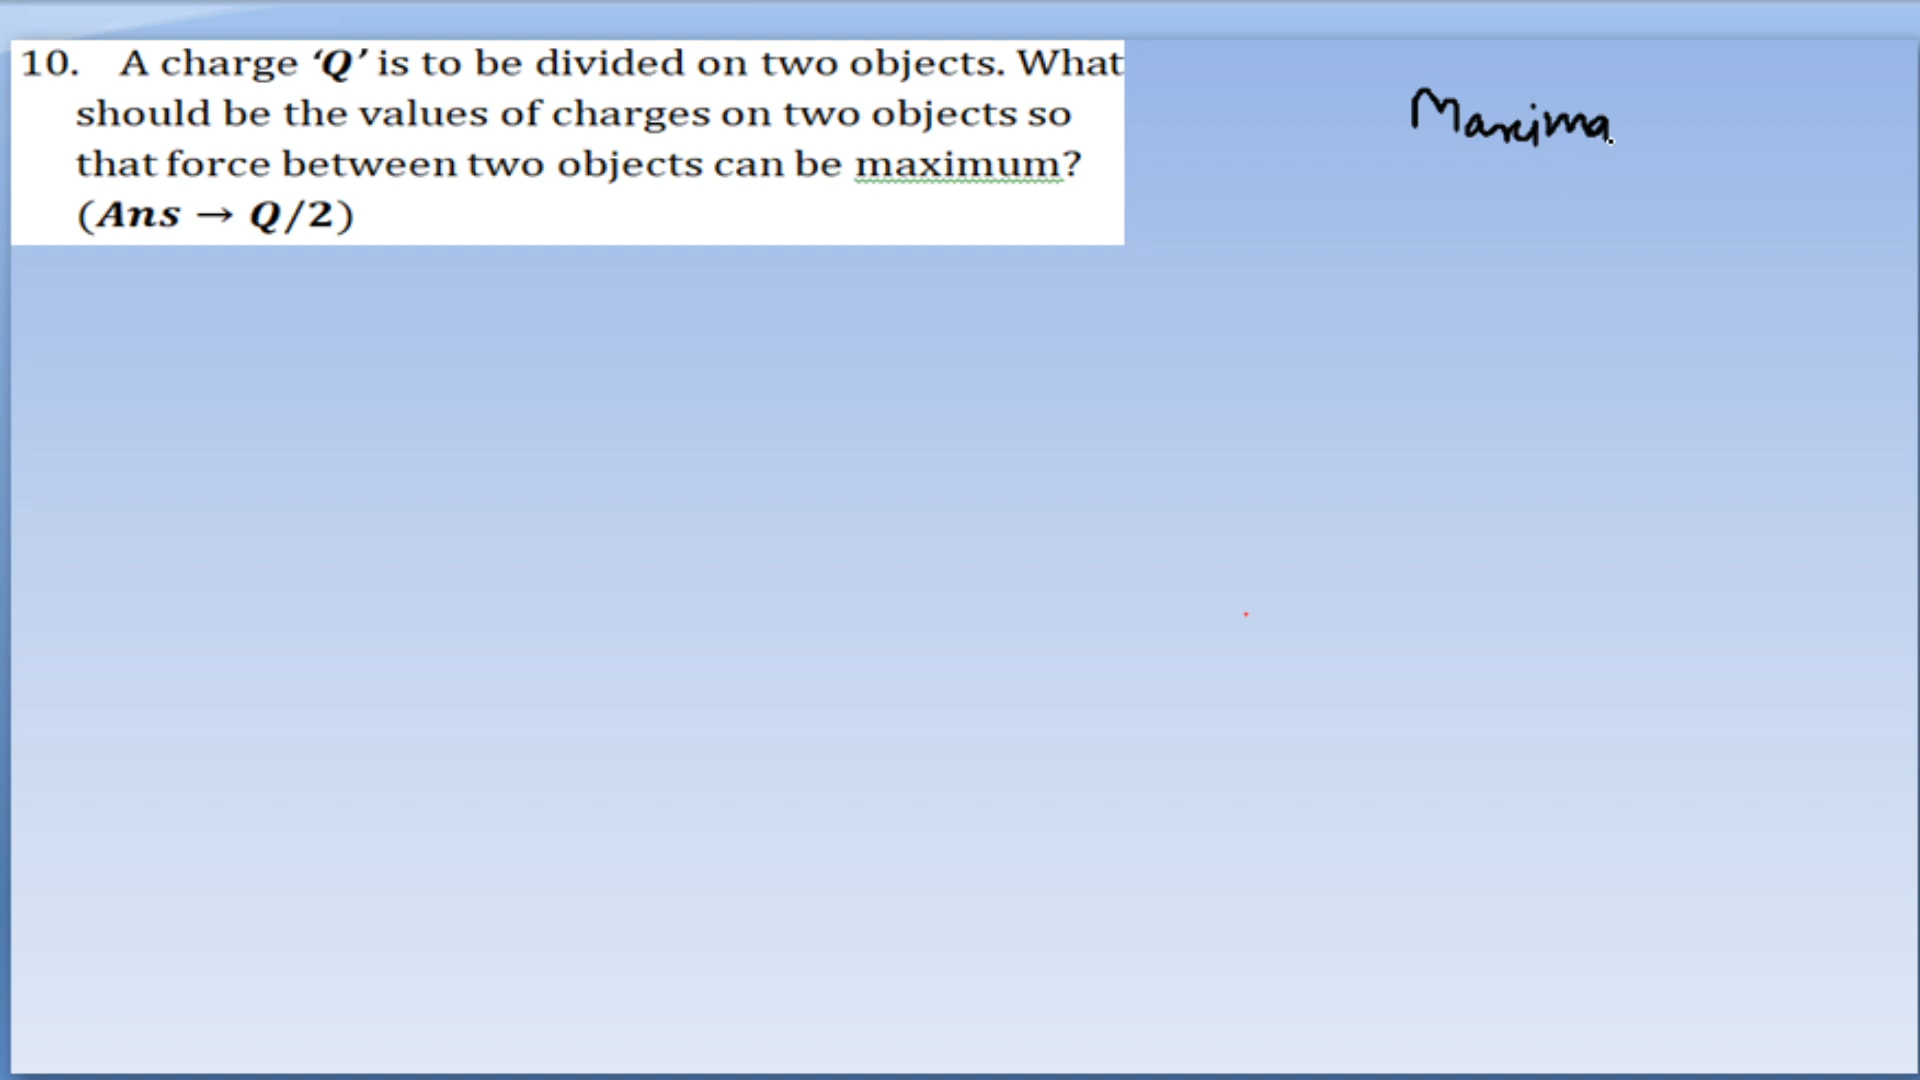 10. A charge ‘Q’ is to be divided on two objects. What
should be the values of charges on two objects so
that force between two objects can be maximum?
(Ans → Q/2)
Maxima